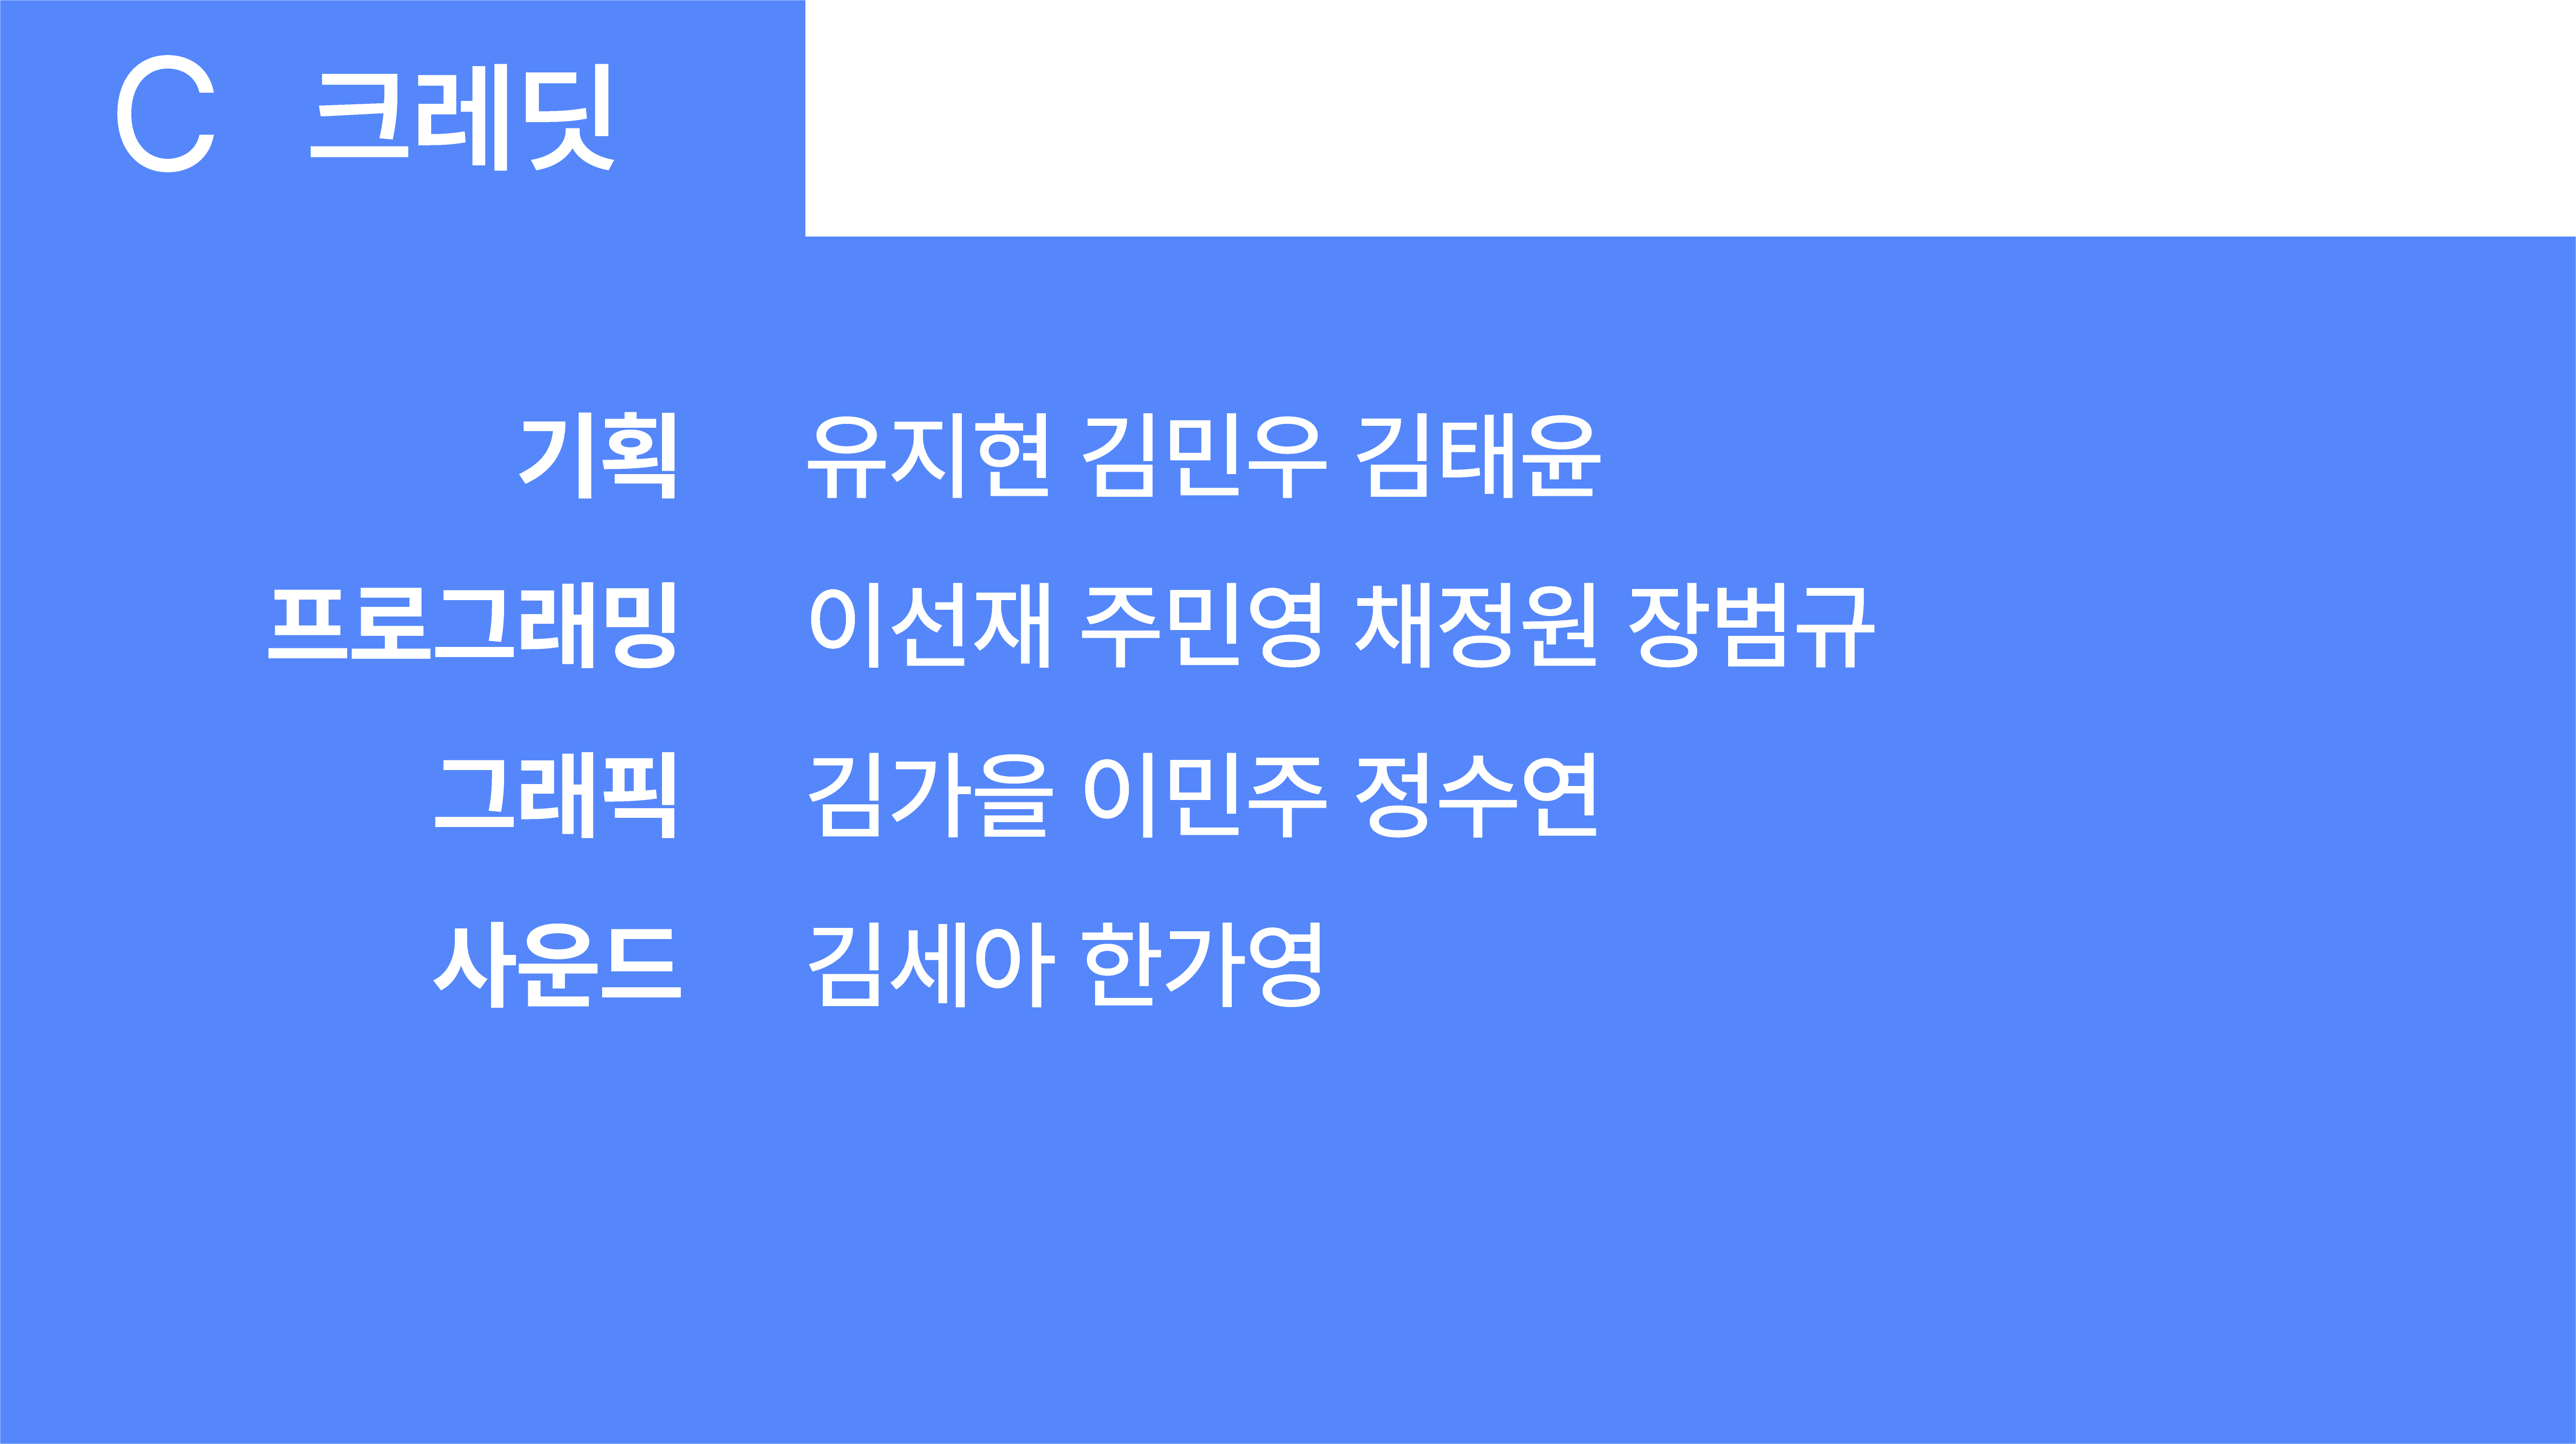 C 크레딧
기획 유지현 김민우 김태윤
프로그래밍 이선재 주민영 채정원 장범규
그래픽 김가을 이민주 정수연
사운드 김세아 한가영